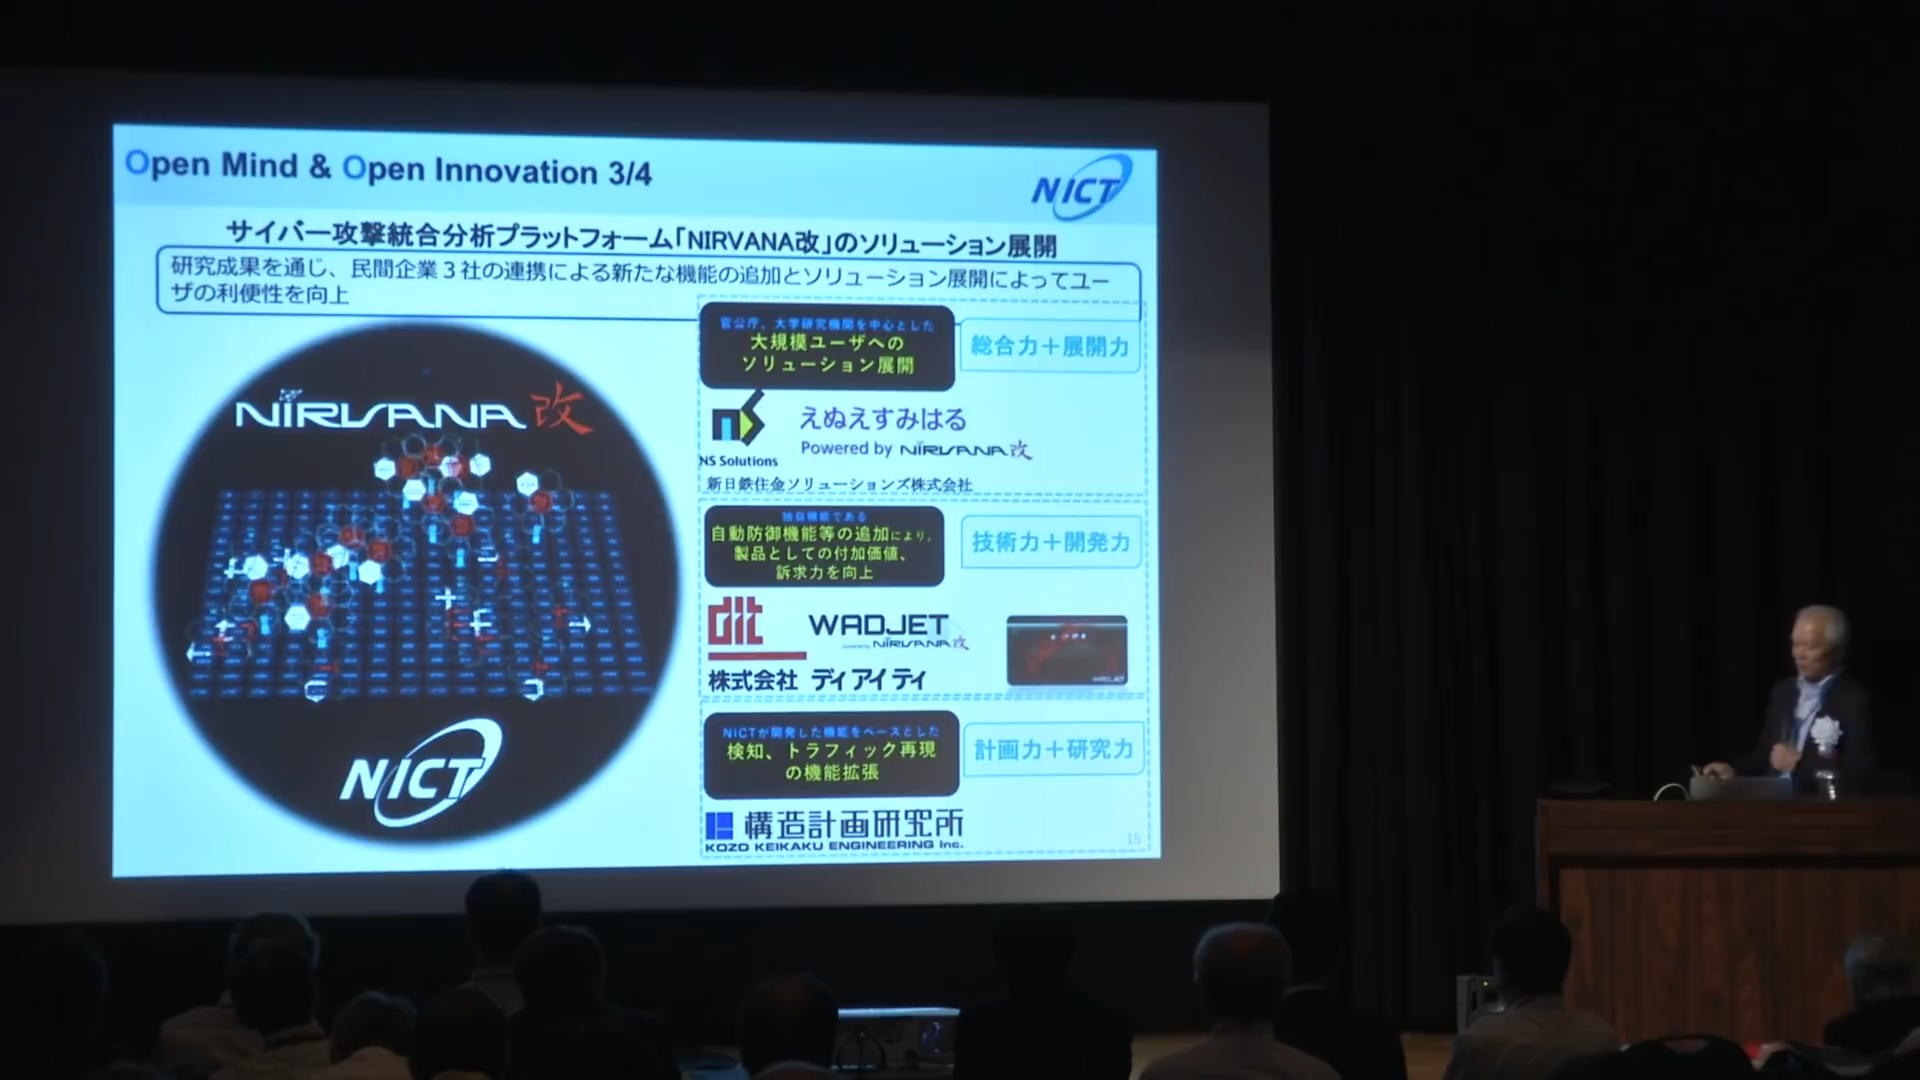 Open Mind & Open Innovation 3/4
NICT
サイバー攻撃統合分析プラットフォーム「NIRVANA改」のソリューション展開
研究成果を通じ、民間企業３社の連携による新たな機能の追加とソリューション展開によってユー
ザの利便性を向上
NIRVANA改
NICT
官公庁、大学研究機関を中心とした
大規模ユーザへの
ソリューション展開
総合力＋展開力
NS Solutions
えぬえすみはる
Powered by NIRVANA改
新日鉄住金ソリューションズ株式会社
独自機能である
自動防御機能等の追加により、
製品としての付加価値、
訴求力を向上
技術力＋開発力
dit
WADJET
NIRVANA改
WADJET
株式会社 ディアイティ
NICTが開発した機能をベースとした
検知、トラフィック再現
の機能拡張
計画力＋研究力
構造計画研究所
KOZO KEIKAKU ENGINEERING Inc.
15